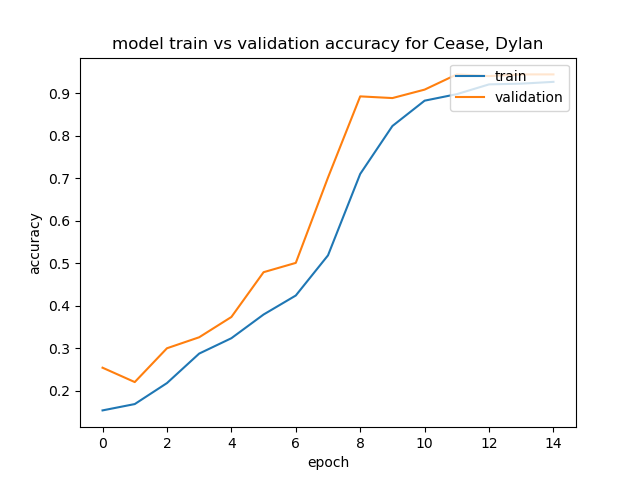 model train vs validation accuracy for Cease, Dylan
train
validation
0.9
0.8
0.7
0.6
0.5
0.4
0.3
0.2
accuracy
0 2 4 6 8 10 12 14
epoch